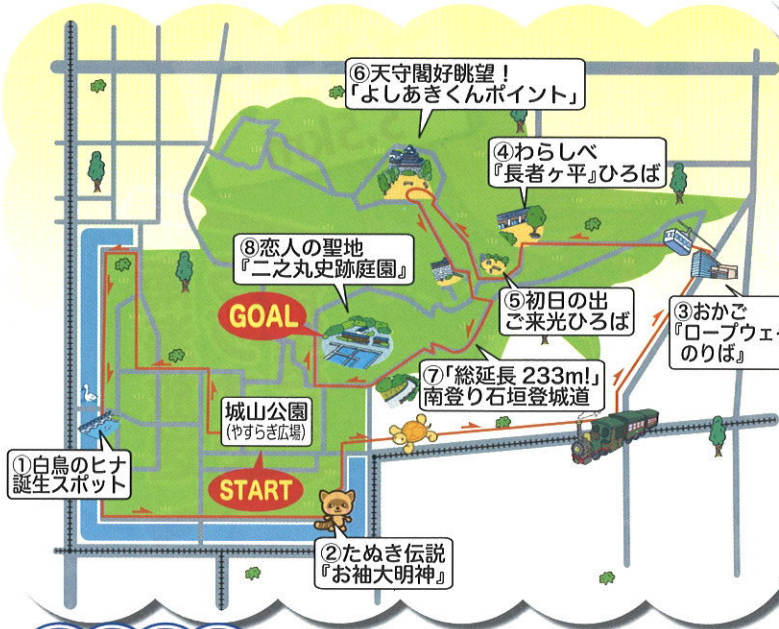 ⑥天守閣好眺望！
「よしあきくんポイント」
④わらしべ
『長者ヶ平』ひろば
⑧恋人の聖地
『二之丸史跡庭園』
GOAL
⑤初日の出
ご来光ひろば
③おかご
『ロープウェイ
のりば』
⑦「総延長 233m!」
南登り石垣登城道
城山公園
(やすらぎ広場)
START
①白鳥のヒナ
誕生スポット
②たぬき伝説
『お袖大明神』